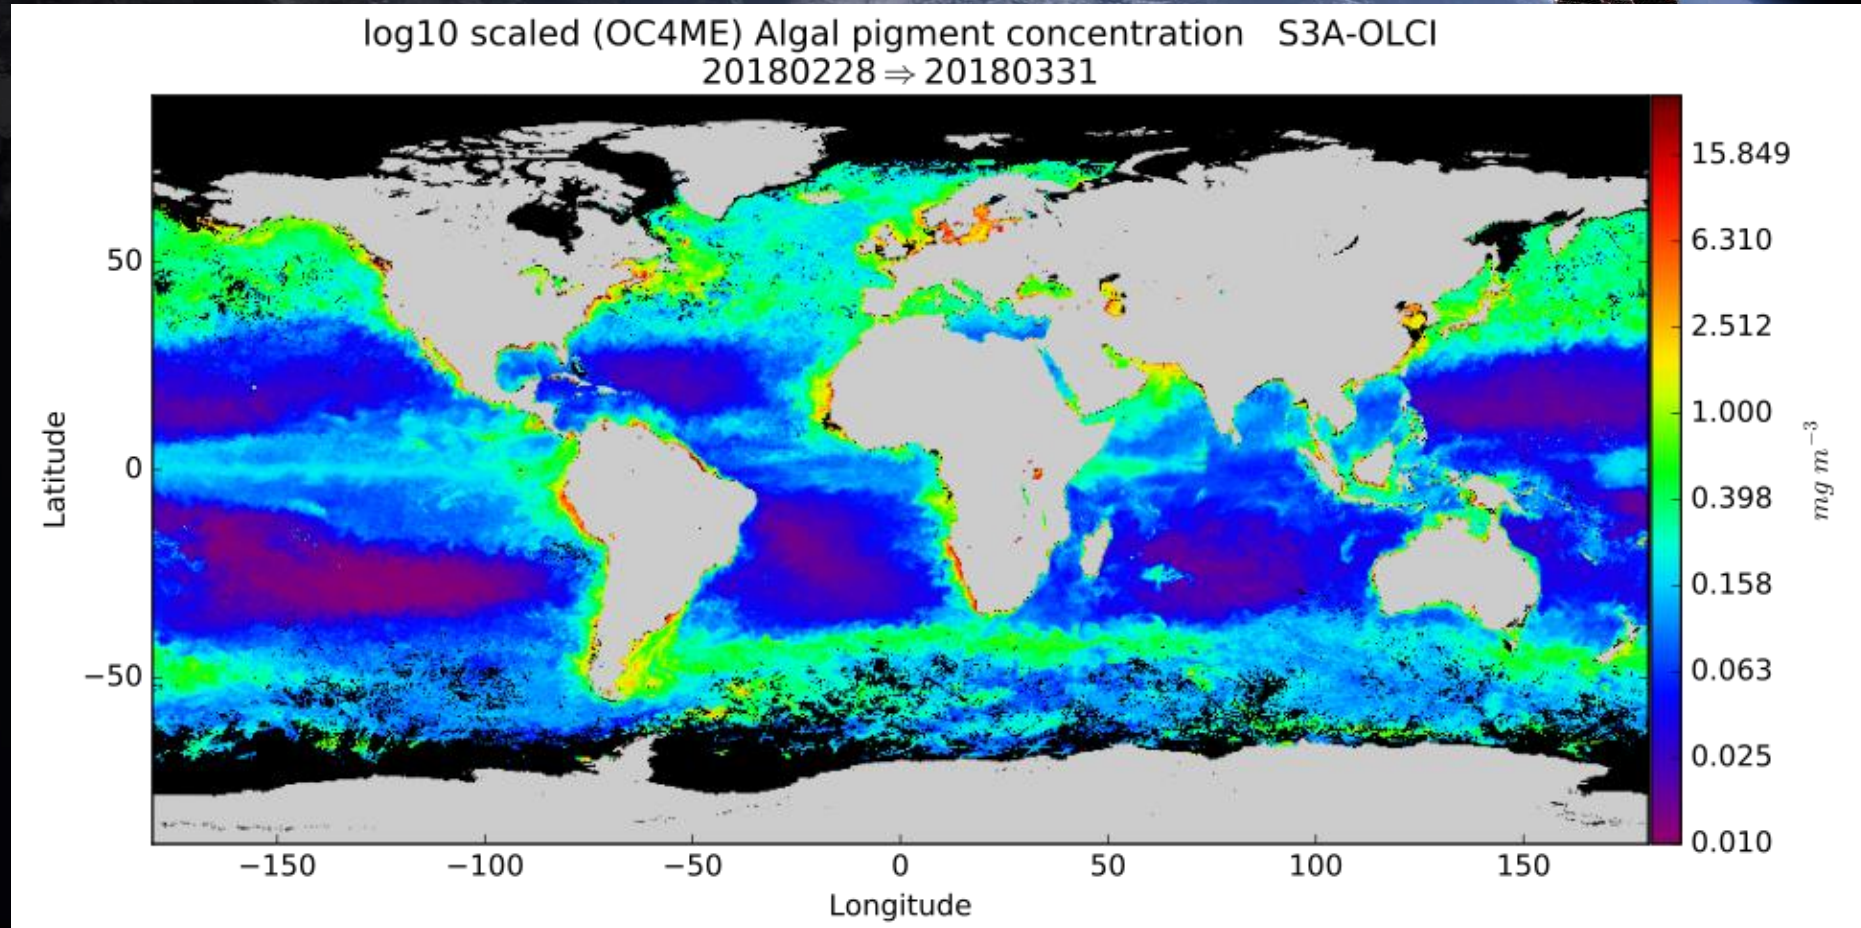 log10 scaled (OC4ME) Algal pigment concentration S3A-OLCI
20180228 ⇒ 20180331
15.849
6.310
2.512
1.000
0.398
0.158
0.063
0.025
0.010
mg m⁻³
50
0
−50
Latitude
−150 −100 −50 0 50 100 150
Longitude